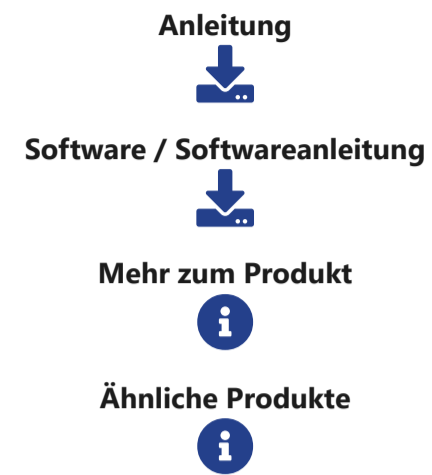 Anleitung
Software / Softwareanleitung
Mehr zum Produkt
Ähnliche Produkte